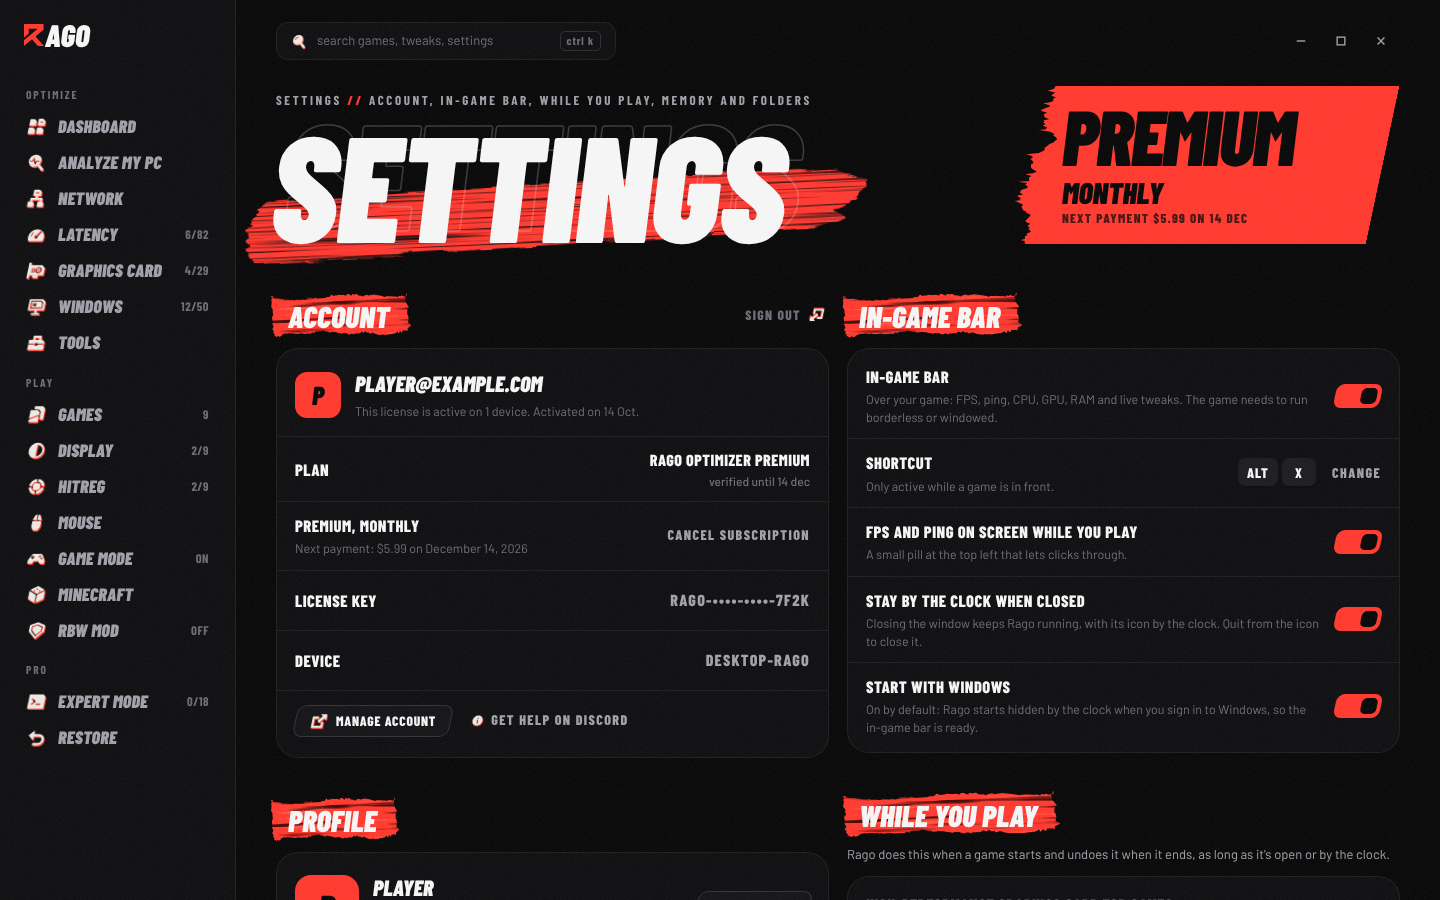 RAGO
search games, tweaks, settings
ctrl k
OPTIMIZE
DASHBOARD
ANALYZE MY PC
NETWORK
LATENCY 6/82
GRAPHICS CARD 4/29
WINDOWS 12/50
TOOLS
PLAY
GAMES 9
DISPLAY 2/9
HITREG 2/9
MOUSE
GAME MODE ON
MINECRAFT
RBW MOD OFF
PRO
EXPERT MODE 0/18
RESTORE
SETTINGS // ACCOUNT, IN-GAME BAR, WHILE YOU PLAY, MEMORY AND FOLDERS
SETTINGS
PREMIUM
MONTHLY
NEXT PAYMENT $5.99 ON 14 DEC
ACCOUNT
SIGN OUT
P
PLAYER@EXAMPLE.COM
This license is active on 1 device. Activated on 14 Oct.
PLAN
RAGO OPTIMIZER PREMIUM
verified until 14 dec
PREMIUM, MONTHLY
Next payment: $5.99 on December 14, 2026
CANCEL SUBSCRIPTION
LICENSE KEY
RAGO-••••-••••-7F2K
DEVICE
DESKTOP-RAGO
MANAGE ACCOUNT
GET HELP ON DISCORD
PROFILE
PLAYER
IN-GAME BAR
IN-GAME BAR
Over your game: FPS, ping, CPU, GPU, RAM and live tweaks. The game needs to run
borderless or windowed.
SHORTCUT
Only active while a game is in front.
ALT X CHANGE
FPS AND PING ON SCREEN WHILE YOU PLAY
A small pill at the top left that lets clicks through.
STAY BY THE CLOCK WHEN CLOSED
Closing the window keeps Rago running, with its icon by the clock. Quit from the icon
to close it.
START WITH WINDOWS
On by default: Rago starts hidden by the clock when you sign in to Windows, so the
in-game bar is ready.
WHILE YOU PLAY
Rago does this when a game starts and undoes it when it ends, as long as it's open or by the clock.